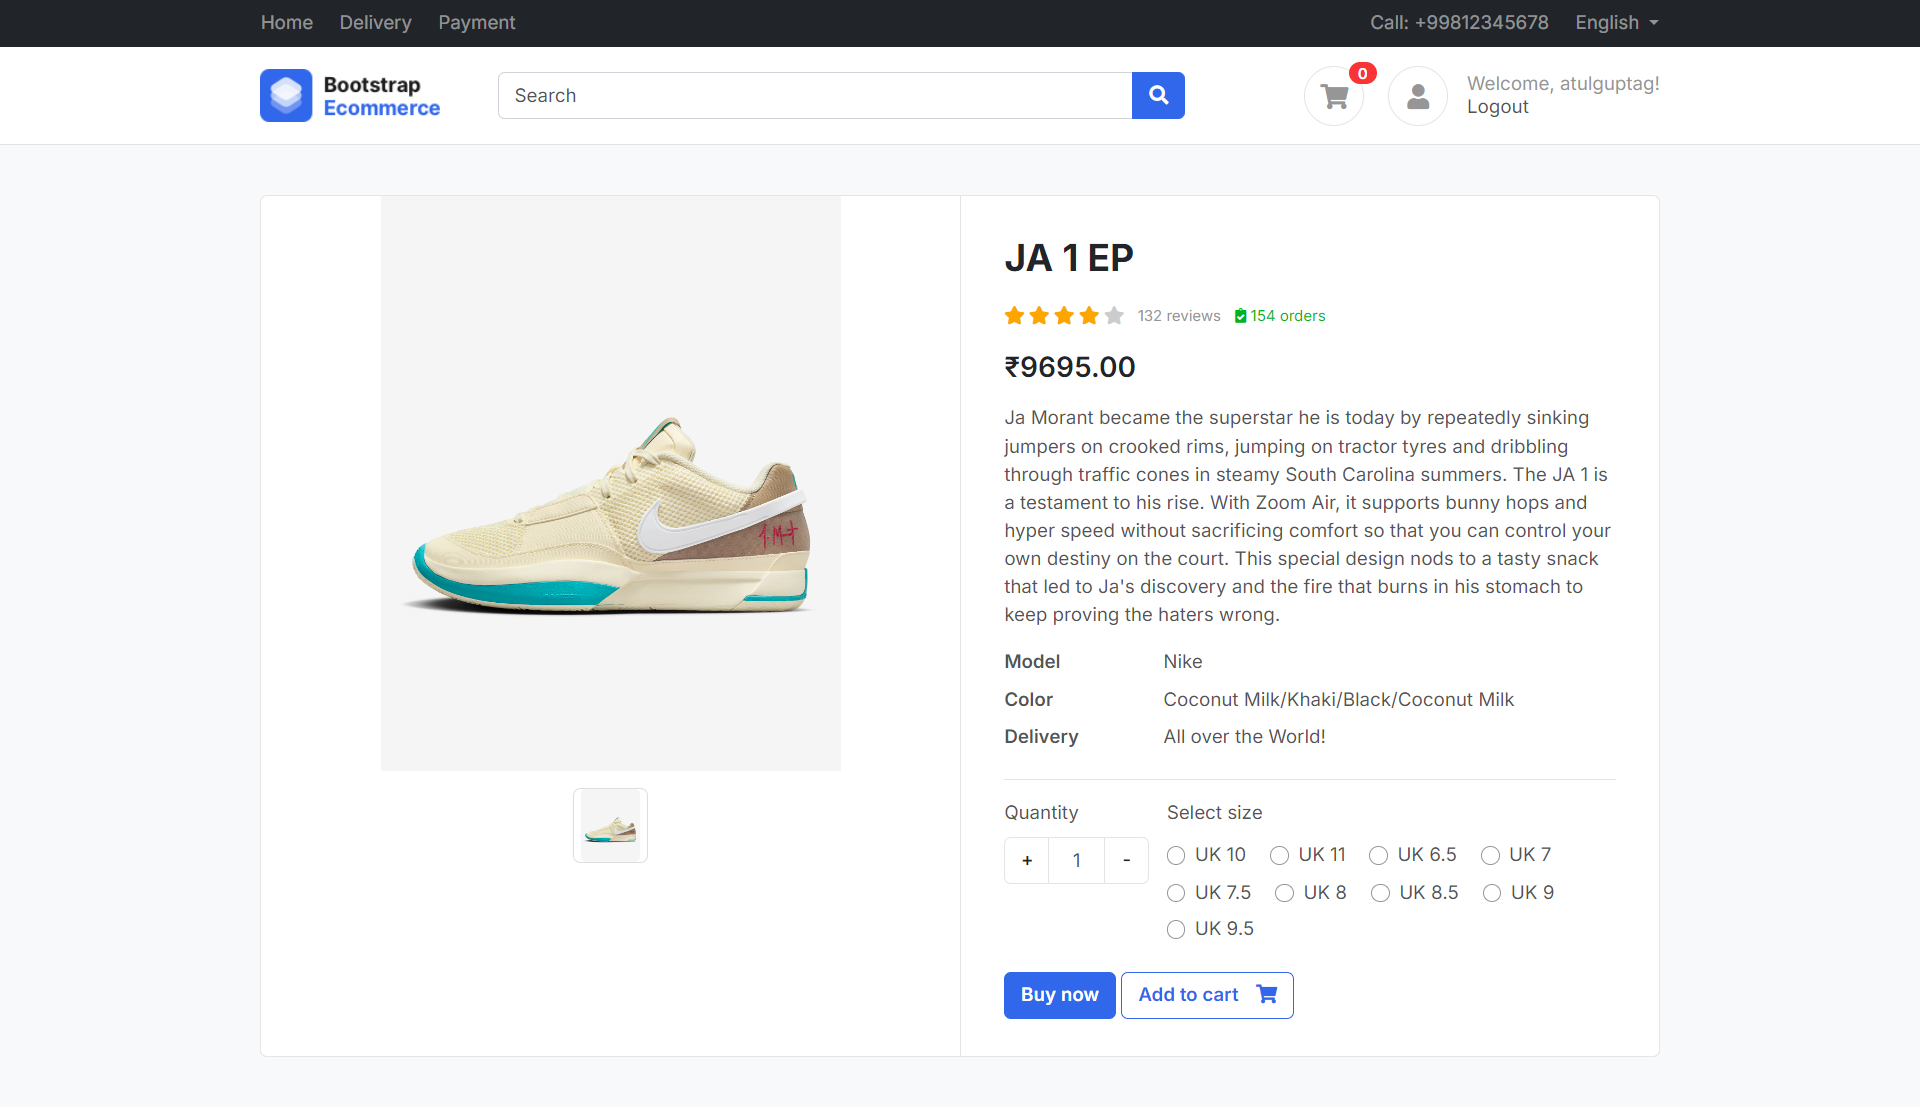 Home Delivery Payment Call: +99812345678 English
Bootstrap
Ecommerce
Search
0
Welcome, atulguptag!
Logout
JA 1 EP
132 reviews 154 orders
₹9695.00
Ja Morant became the superstar he is today by repeatedly sinking
jumpers on crooked rims, jumping on tractor tyres and dribbling
through traffic cones in steamy South Carolina summers. The JA 1 is
a testament to his rise. With Zoom Air, it supports bunny hops and
hyper speed without sacrificing comfort so that you can control your
own destiny on the court. This special design nods to a tasty snack
that led to Ja's discovery and the fire that burns in his stomach to
keep proving the haters wrong.
Model Nike
Color Coconut Milk/Khaki/Black/Coconut Milk
Delivery All over the World!
Quantity Select size
+ 1 -
UK 10 UK 11 UK 6.5 UK 7
UK 7.5 UK 8 UK 8.5 UK 9
UK 9.5
Buy now Add to cart